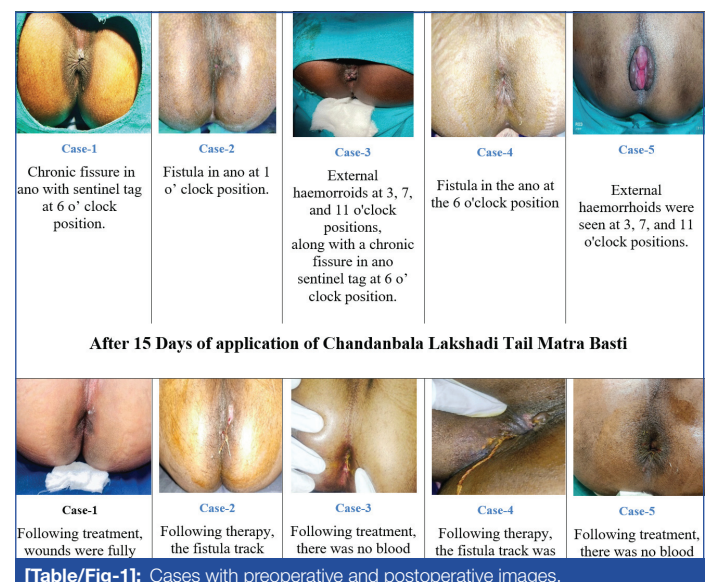 Case-1
Chronic fissure in
ano with sentinel tag
at 6 o’ clock
position.
Case-2
Fistula in ano at 1
o’ clock position.
Case-3
External
haemorroids at 3, 7,
and 11 o'clock
positions,
along with a chronic
fissure in ano
sentinel tag at 6 o’
clock position.
Case-4
Fistula in the ano at
the 6 o'clock position
Case-5
External
haemorrhoids were
seen at 3, 7, and 11
o'clock positions.
After 15 Days of application of Chandanbala Lakshadi Tail Matra Basti
Case-1
Following treatment,
wounds were fully
Case-2
Following therapy,
the fistula track
Case-3
Following treatment,
there was no blood
Case-4
Following therapy,
the fistula track was
Case-5
Following treatment,
there was no blood
[Table/Fig-1]: Cases with preoperative and postoperative images.